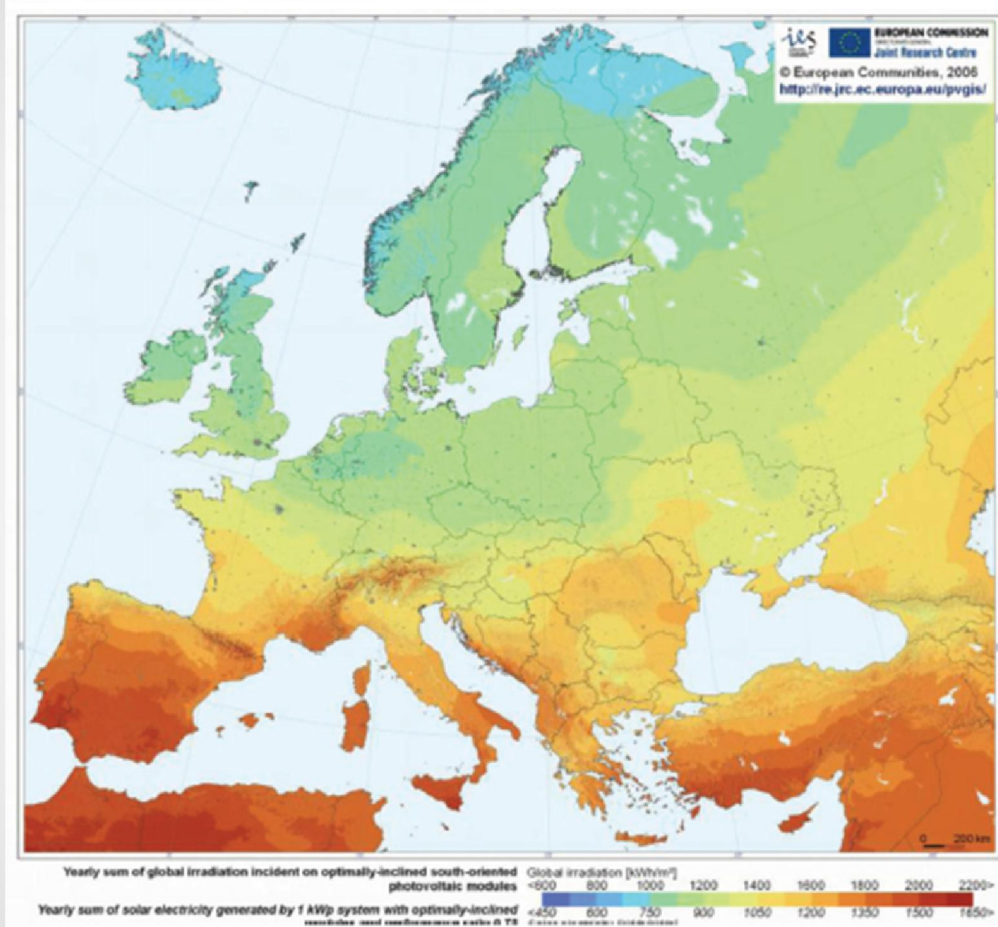 ies
EUROPEAN COMMISSION
Joint Research Centre
© European Communities, 2006
http://re.jrc.ec.europa.eu/pvgis/
0 200 km
Yearly sum of global irradiation incident on optimally-inclined south-oriented
photovoltaic modules
Global irradiation [kWh/m²]
<600 800 1000 1200 1400 1600 1800 2000 2200>
Yearly sum of solar electricity generated by 1 kWp system with optimally-inclined
<450 600 750 900 1050 1200 1350 1500 1650>